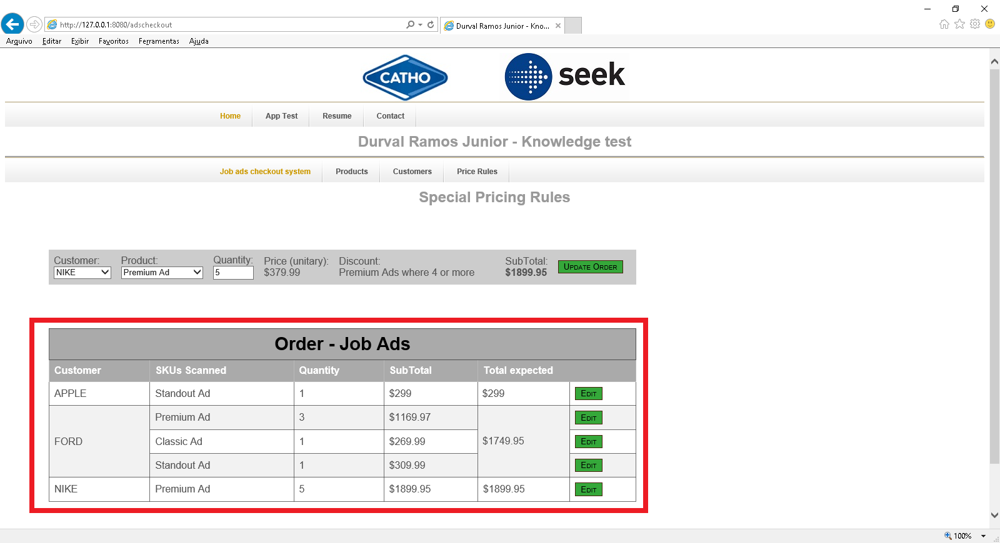 http://127.0.0.1:8080/adscheckout
Durval Ramos Junior - Kno...
Arquivo Editar Exibir Favoritos Ferramentas Ajuda
CATHO
seek
Home App Test Resume Contact
Durval Ramos Junior - Knowledge test
Job ads checkout system Products Customers Price Rules
Special Pricing Rules
Customer: Product: Quantity: Price (unitary): Discount: SubTotal:
NIKE Premium Ad 5 $379.99 Premium Ads where 4 or more $1899.95 UPDATE ORDER
Order - Job Ads
Customer SKUs Scanned Quantity SubTotal Total expected
APPLE Standout Ad 1 $299 $299 EDIT
Premium Ad 3 $1169.97 EDIT
FORD Classic Ad 1 $269.99 $1749.95 EDIT
Standout Ad 1 $309.99 EDIT
NIKE Premium Ad 5 $1899.95 $1899.95 EDIT
100%